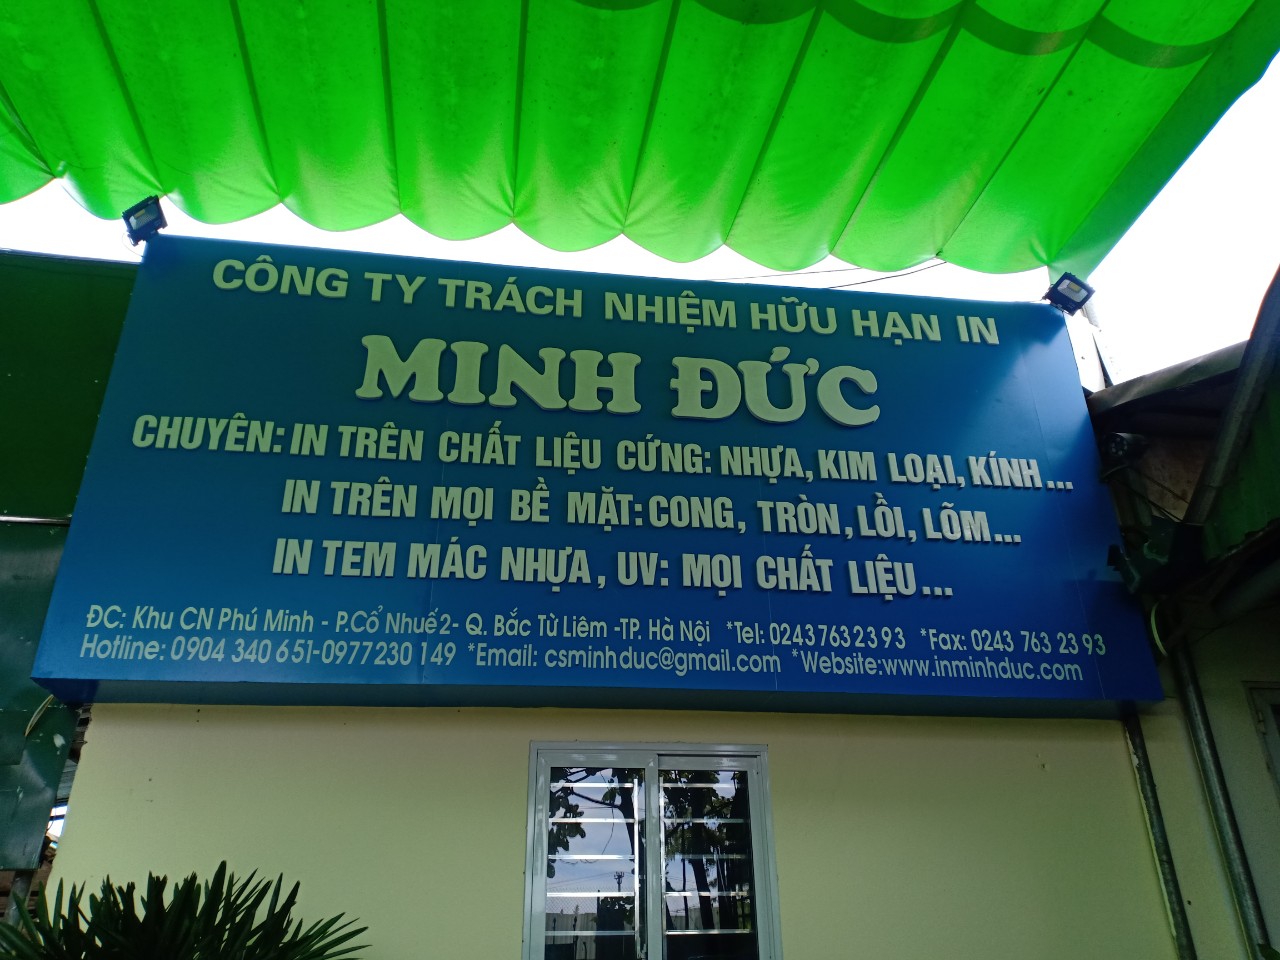 CÔNG TY TRÁCH NHIỆM HỮU HẠN IN
MINH ĐỨC
CHUYÊN: IN TRÊN CHẤT LIỆU CỨNG: NHỰA, KIM LOẠI, KÍNH...
IN TRÊN MỌI BỀ MẶT: CONG, TRÒN, LỒI, LÕM...
IN TEM MÁC NHỰA, UV: MỌI CHẤT LIỆU...
ĐC: Khu CN Phú Minh - P.Cổ Nhuế 2- Q. Bắc Từ Liêm -TP. Hà Nội *Tel: 0243 763 23 93 *Fax: 0243 763 23 93
Hotline: 0904 340 651-0977 230 149 *Email: csminhduc@gmail.com *Website:www.inminhduc.com